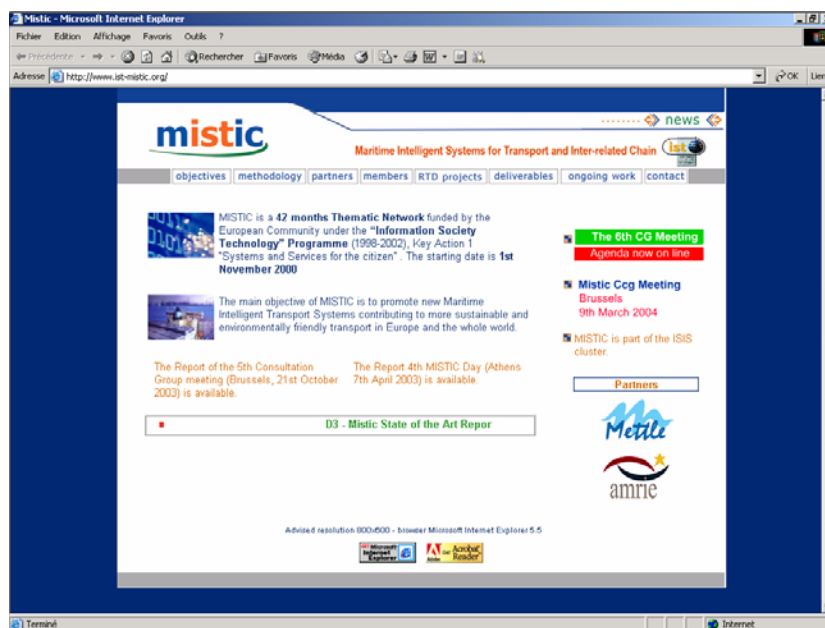 Mistic - Microsoft Internet Explorer
Fichier Edition Affichage Favoris Outils ?
Précédente Rechercher Favoris Média
Adresse http://www.ist-mistic.org/ OK Lien
news
mistic
Maritime Intelligent Systems for Transport and Inter-related Chain ist
objectives methodology partners members RTD projects deliverables ongoing work contact
MISTIC is a 42 months Thematic Network funded by the
European Community under the "Information Society
Technology" Programme (1998-2002), Key Action 1
"Systems and Services for the citizen" . The starting date is 1st
November 2000
The main objective of MISTIC is to promote new Maritime
Intelligent Transport Systems contributing to more sustainable and
environmentally friendly transport in Europe and the whole world.
The Report of the 5th Consultation
Group meeting (Brussels, 21st October
2003) is available.
The Report 4th MISTIC Day (Athens
7th April 2003) is available.
D3 - Mistic State of the Art Repor
The 6th CG Meeting
Agenda now on line
Mistic Ccg Meeting
Brussels
9th March 2004
MISTIC is part of the ISIS
cluster.
Partners
Mettle
amrie
Advised resolution 800x600 - browser Microsoft Internet Explorer 5.5
Microsoft
Internet
Explorer
Adobe Get Acrobat
Reader
Terminé Internet